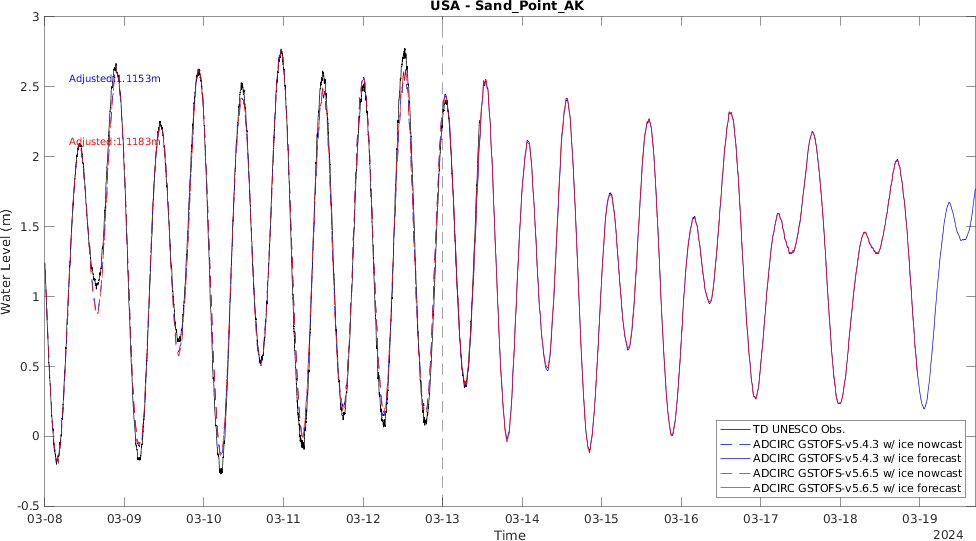 USA - Sand_Point_AK
3
2.5
2
1.5
1
0.5
0
-0.5
Water Level (m)
Adjusted:1.1153m
Adjusted:1.1183m
TD UNESCO Obs.
ADCIRC GSTOFS-v5.4.3 w/ ice nowcast
ADCIRC GSTOFS-v5.4.3 w/ ice forecast
ADCIRC GSTOFS-v5.6.5 w/ ice nowcast
ADCIRC GSTOFS-v5.6.5 w/ ice forecast
03-08 03-09 03-10 03-11 03-12 03-13 03-14 03-15 03-16 03-17 03-18 03-19
Time
2024